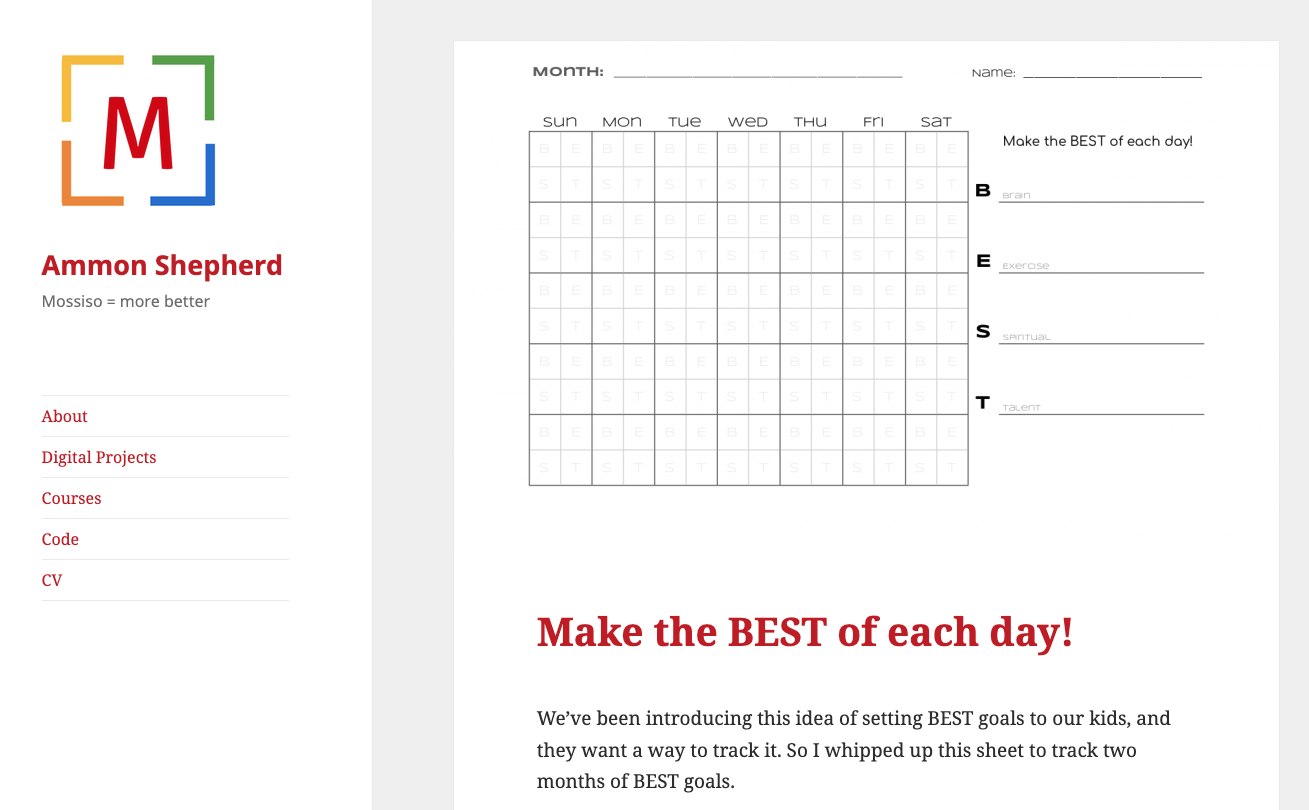 M
Ammon Shepherd
Mossiso = more better
About
Digital Projects
Courses
Code
CV
MONTH: Name:
Sun Mon Tue Wed Thu Fri Sat
B E B E B E B E B E B E B E
S T S T S T S T S T S T S T
B E B E B E B E B E B E B E
S T S T S T S T S T S T S T
B E B E B E B E B E B E B E
S T S T S T S T S T S T S T
B E B E B E B E B E B E B E
S T S T S T S T S T S T S T
B E B E B E B E B E B E B E
S T S T S T S T S T S T S T
Make the BEST of each day!
B Brain
E Exercise
S Spiritual
T Talent
Make the BEST of each day!
We’ve been introducing this idea of setting BEST goals to our kids, and
they want a way to track it. So I whipped up this sheet to track two
months of BEST goals.